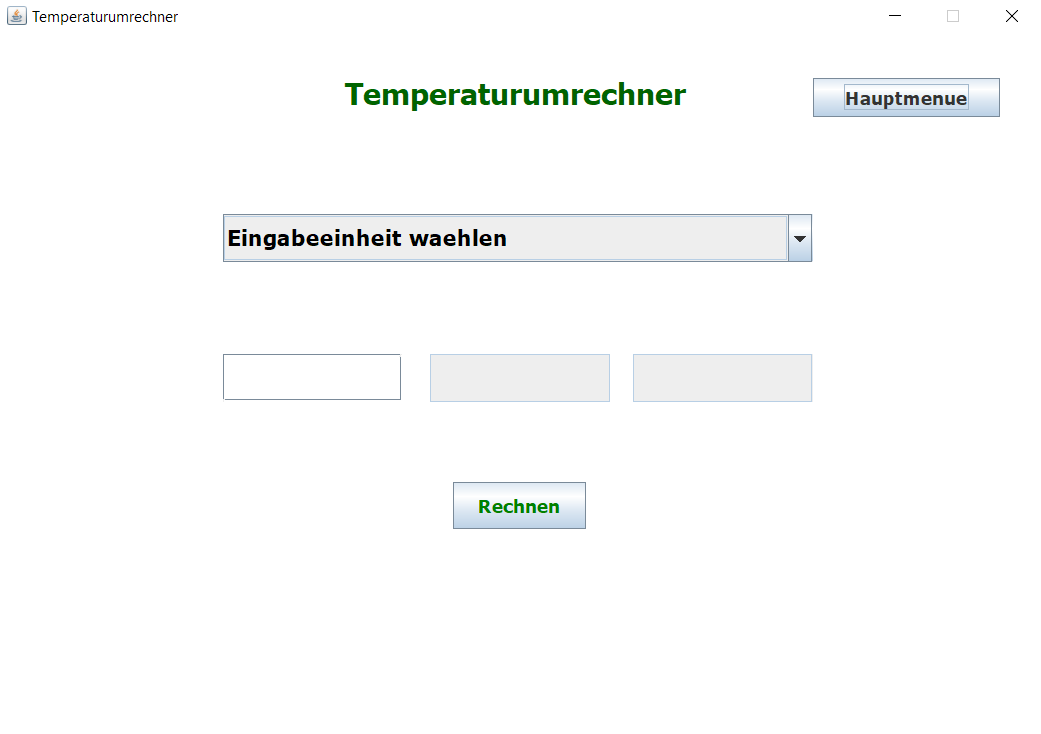 Temperaturumrechner
Temperaturumrechner
Hauptmenue
Eingabeeinheit waehlen
Rechnen